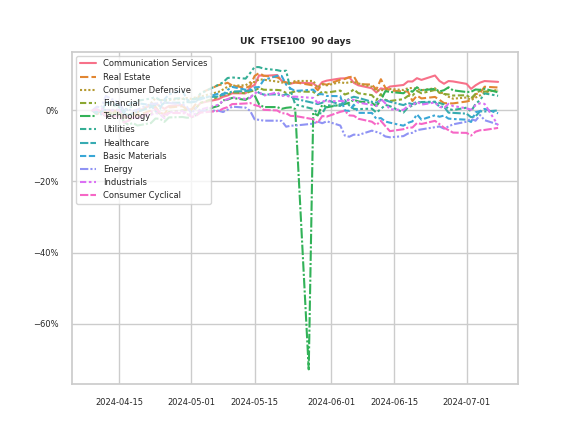 UK FTSE100 90 days
Communication Services
Real Estate
Consumer Defensive
Financial
Technology
Utilities
Healthcare
Basic Materials
Energy
Industrials
Consumer Cyclical
0%
−20%
−40%
−60%
2024-04-15 2024-05-01 2024-05-15 2024-06-01 2024-06-15 2024-07-01